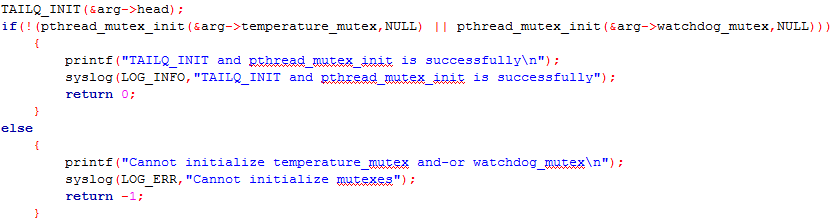 TAILQ_INIT(&arg->head);
if(!(pthread_mutex_init(&arg->temperature_mutex,NULL) || pthread_mutex_init(&arg->watchdog_mutex,NULL)))
{
printf("TAILQ_INIT and pthread_mutex_init is successfully\n");
syslog(LOG_INFO,"TAILQ_INIT and pthread_mutex_init is successfully");
return 0;
}
else
{
printf("Cannot initialize temperature_mutex and-or watchdog_mutex\n");
syslog(LOG_ERR,"Cannot initialize mutexes");
return -1;
}